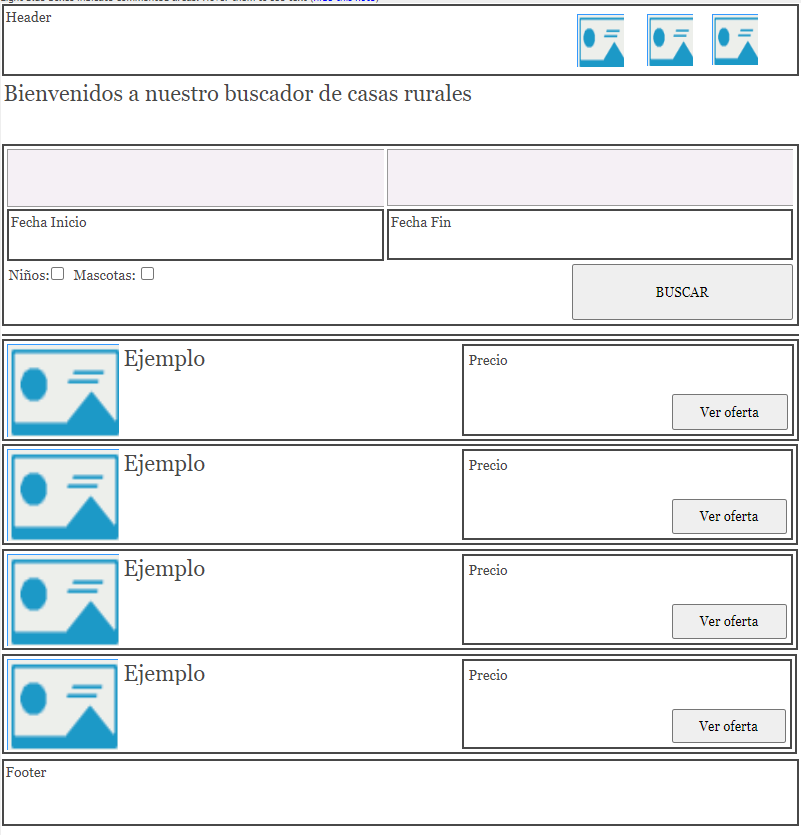 Header
Bienvenidos a nuestro buscador de casas rurales
Fecha Inicio Fecha Fin
Niños: Mascotas: BUSCAR
Ejemplo Precio
Ver oferta
Ejemplo Precio
Ver oferta
Ejemplo Precio
Ver oferta
Ejemplo Precio
Ver oferta
Footer